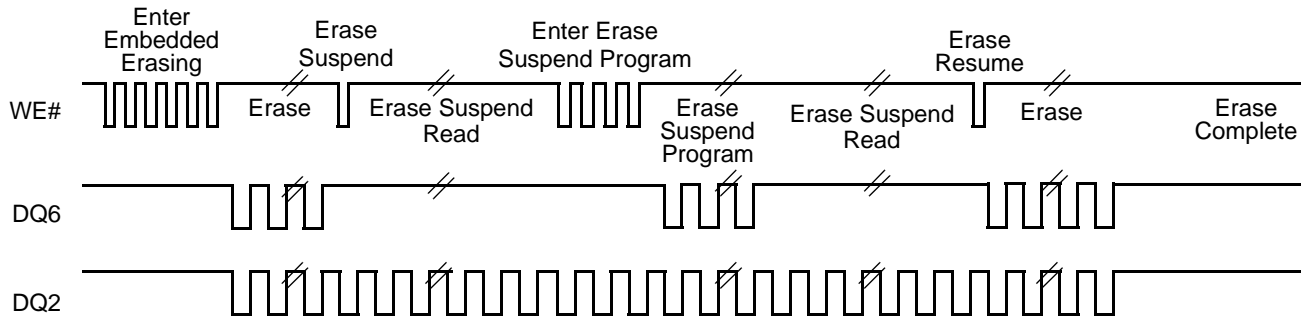 Enter
Embedded
Erasing
Erase
Suspend
Enter Erase
Suspend Program
Erase
Resume
WE#
Erase
Erase Suspend
Read
Erase
Suspend
Program
Erase Suspend
Read
Erase
Erase
Complete
DQ6
DQ2